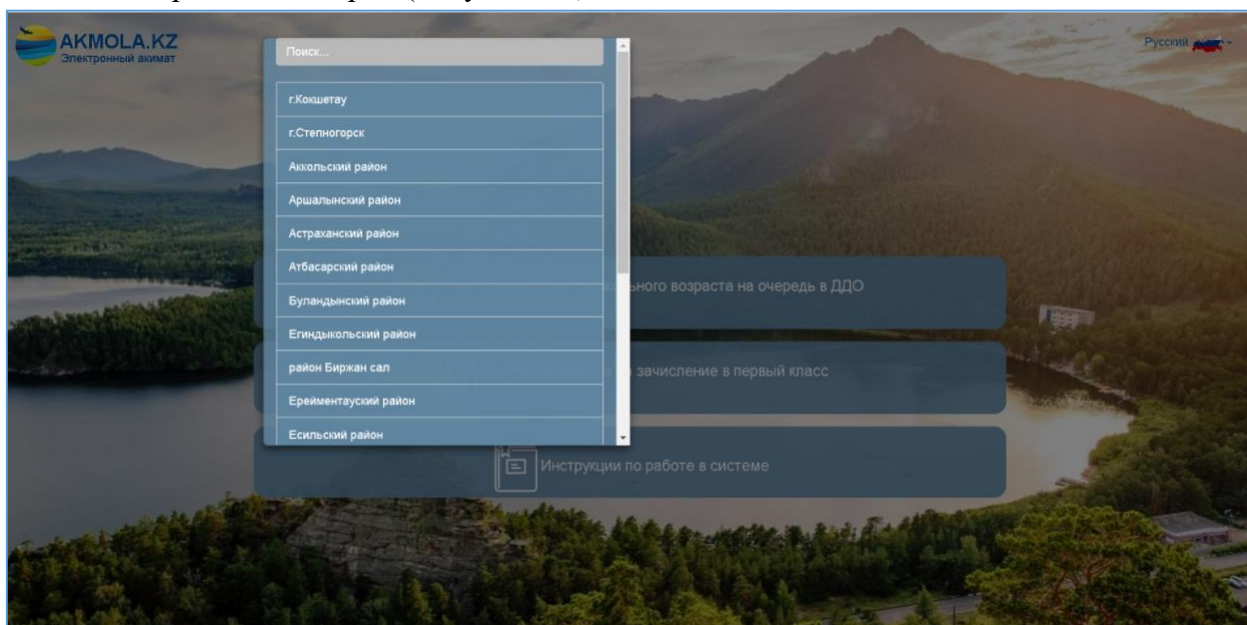 AKMOLA.KZ
Электронный акимат
Русский
Поиск...
г.Кокшетау
г.Степногорск
Аккольский район
Аршалынский район
Астраханский район
Атбасарский район
Буландынский район
Егиндыкольский район
район Биржан сал
Ерейментауский район
Есильский район
возраста на очередь в ДДО
зачисление в первый класс
Инструкции по работе в системе